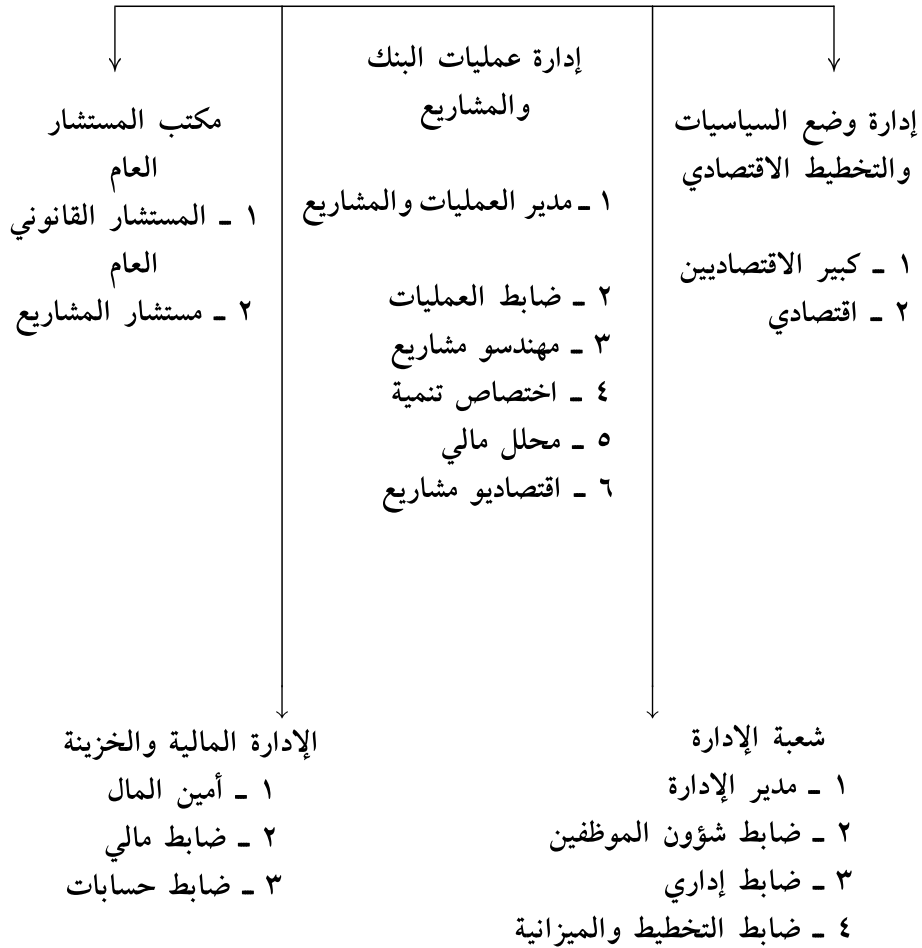 إدارة وضع السياسيات
والتخطيط الاقتصادي
١ ـ كبير الاقتصاديين
٢ ـ اقتصادي
إدارة عمليات البنك
والمشاريع
١ ـ مدير العمليات والمشاريع
٢ ـ ضابط العمليات
٣ ـ مهندسو مشاريع
٤ ـ اختصاص تنمية
٥ ـ محلل مالي
٦ ـ اقتصاديو مشاريع
مكتب المستشار
العام
١ ـ المستشار القانوني
العام
٢ ـ مستشار المشاريع
شعبة الإدارة
١ ـ مدير الإدارة
٢ ـ ضابط شؤون الموظفين
٣ ـ ضابط إداري
٤ ـ ضابط التخطيط والميزانية
الإدارة المالية والخزينة
١ ـ أمين المال
٢ ـ ضابط مالي
٣ ـ ضابط حسابات